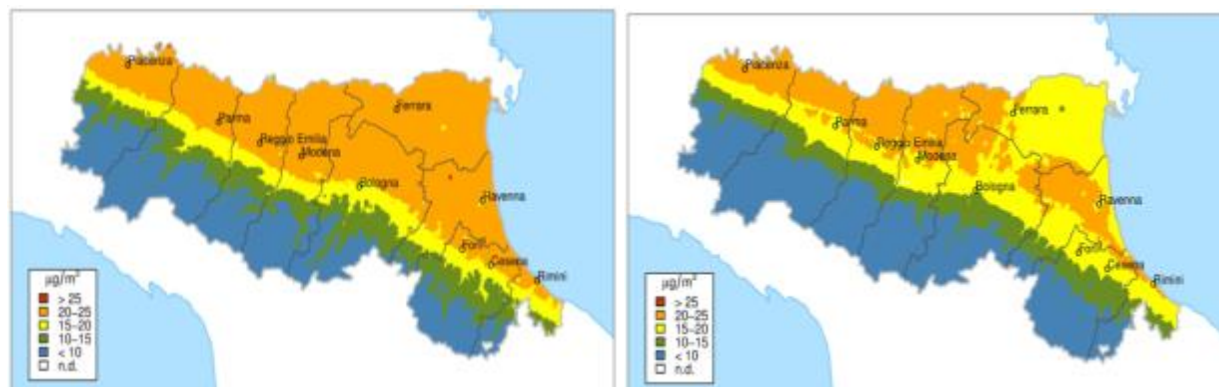 Piacenza
Parma
Reggio Emilia
Modena
Ferrara
Bologna
Ravenna
Forlì
Cesena
Rimini
µg/m³
> 25
20-25
15-20
10-15
< 10
n.d.
Piacenza
Parma
Reggio Emilia
Modena
Ferrara
Bologna
Ravenna
Forlì
Cesena
Rimini
µg/m³
> 25
20-25
15-20
10-15
< 10
n.d.